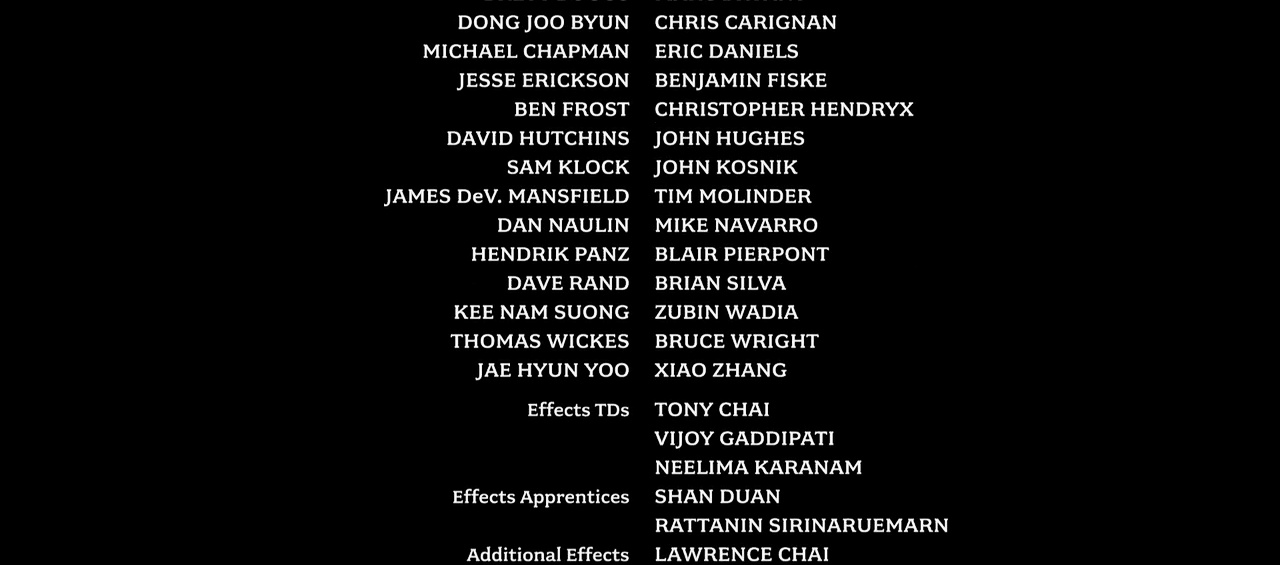 DONG JOO BYUN CHRIS CARIGNAN
MICHAEL CHAPMAN ERIC DANIELS
JESSE ERICKSON BENJAMIN FISKE
BEN FROST CHRISTOPHER HENDRYX
DAVID HUTCHINS JOHN HUGHES
SAM KLOCK JOHN KOSNIK
JAMES DeV. MANSFIELD TIM MOLINDER
DAN NAULIN MIKE NAVARRO
HENDRIK PANZ BLAIR PIERPONT
DAVE RAND BRIAN SILVA
KEE NAM SUONG ZUBIN WADIA
THOMAS WICKES BRUCE WRIGHT
JAE HYUN YOO XIAO ZHANG
Effects TDs TONY CHAI
VIJOY GADDIPATI
NEELIMA KARANAM
Effects Apprentices SHAN DUAN
RATTANIN SIRINARUEMARN
Additional Effects LAWRENCE CHAI